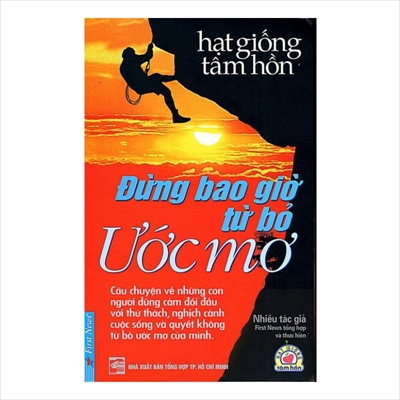 hạt giống
tâm hồn
Đừng bao giờ
từ bỏ
Ước mơ
Câu chuyện về những con
người dũng cảm đối đầu
với thử thách, nghịch cảnh
cuộc sống và quyết không
từ bỏ ước mơ của mình.
Nhiều tác giả
First News tổng hợp
và thực hiện
First News
NHÀ XUẤT BẢN TỔNG HỢP TP. HỒ CHÍ MINH
HẠT GIỐNG
tâm hồn